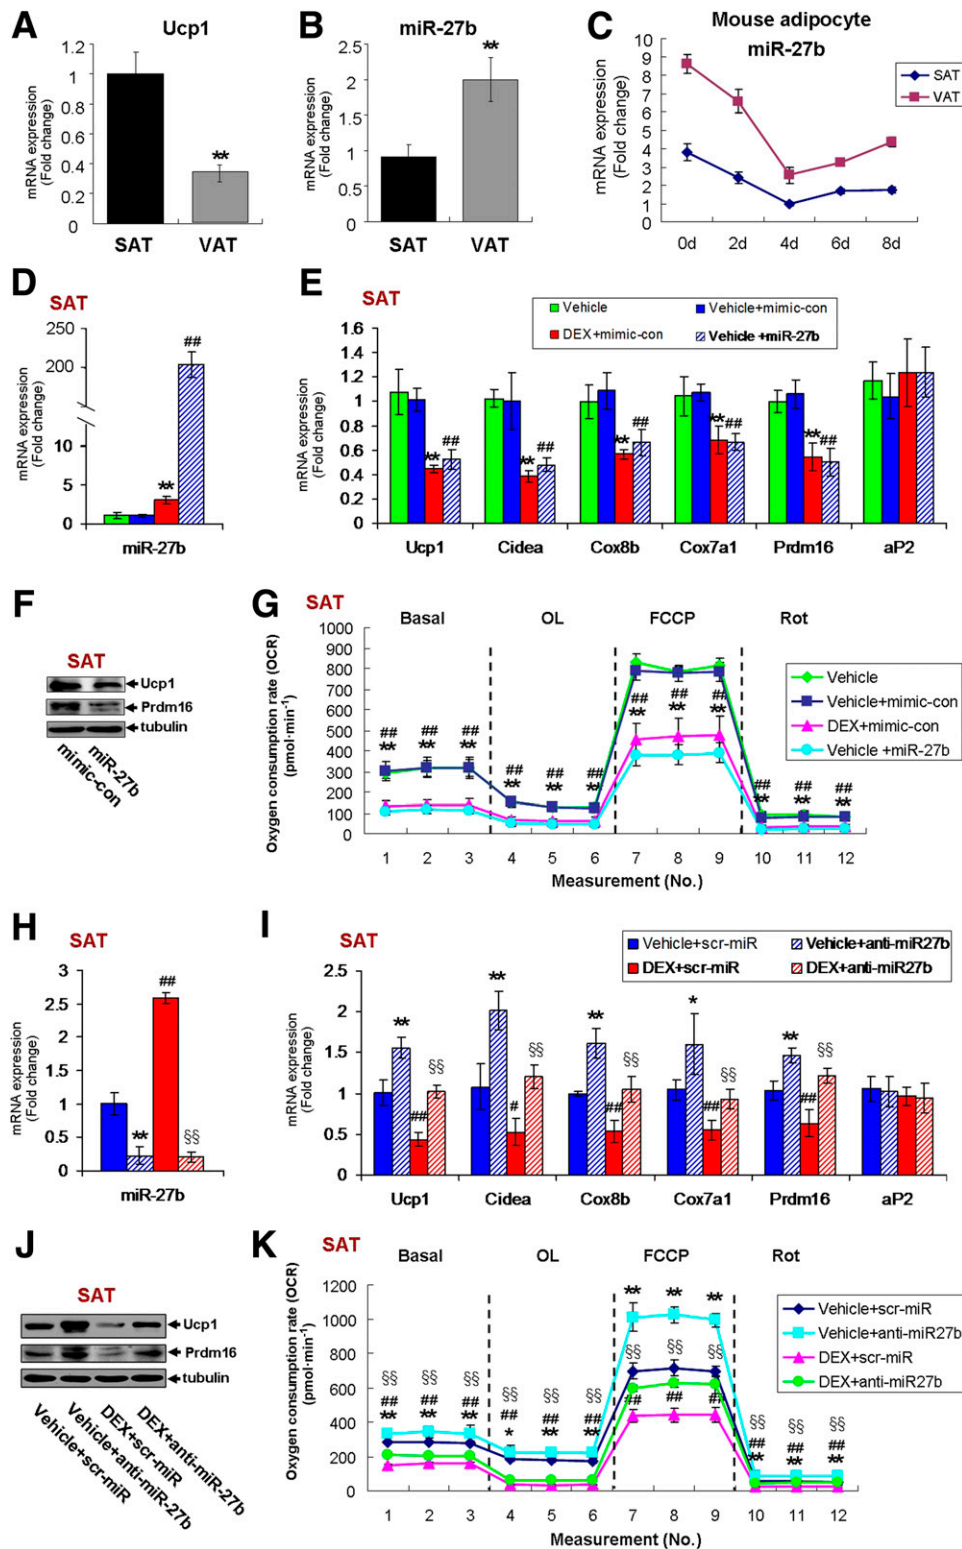 A
Ucp1
mRNA expression
(Fold change)
1.2
1
0.8
0.6
0.4
0.2
0
**
SAT
VAT
B
miR-27b
mRNA expression
(Fold change)
2.5
2
1.5
1
0.5
0
**
SAT
VAT
C
Mouse adipocyte
miR-27b
mRNA expression
(Fold change)
10
9
8
7
6
5
4
3
2
1
0
0d 2d 4d 6d 8d
SAT
VAT
D
SAT
mRNA expression
(Fold change)
250
200
10
5
0
**
##
miR-27b
E
SAT
Vehicle
Vehicle+mimic-con
DEX+mimic-con
Vehicle+miR-27b
mRNA expression
(Fold change)
1.6
1.4
1.2
1
0.8
0.6
0.4
0.2
0
** ## ** ## ** ## ** ## ** ##
Ucp1 Cidea Cox8b Cox7a1 Prdm16 aP2
F
SAT
Ucp1
Prdm16
tubulin
mimic-con
miR-27b
G
SAT
Basal OL FCCP Rot
Oxygen consumption rate (OCR)
(pmol·min-1)
1000
900
800
700
600
500
400
300
200
100
0
## ## ## ## ## ## ## ## ## ## ## ##
** ** ** ** ** ** ** ** ** ** ** **
1 2 3 4 5 6 7 8 9 10 11 12
Measurement (No.)
Vehicle
Vehicle+mimic-con
DEX+mimic-con
Vehicle +miR-27b
H
SAT
mRNA expression
(Fold change)
3
2.5
2
1.5
1
0.5
0
**
##
§§
miR-27b
I
SAT
Vehicle+scr-miR
Vehicle+anti-miR27b
DEX+scr-miR
DEX+anti-miR27b
mRNA expression
(Fold change)
2.5
2
1.5
1
0.5
0
** ## §§ ** # §§ ** ## §§ * ## §§ ** ## §§
Ucp1 Cidea Cox8b Cox7a1 Prdm16 aP2
J
SAT
Ucp1
Prdm16
tubulin
Vehicle+scr-miR
Vehicle+anti-miR-27b
DEX+scr-miR
DEX+anti-miR-27b
K
SAT
Basal OL FCCP Rot
Oxygen consumption rate (OCR)
(pmol·min-1)
1200
1000
800
600
400
200
0
** ** **
§§ §§ §§ §§ §§ §§ §§ §§ §§ §§ §§ §§
## ## ## ## ## ## ## ## # ## ## ##
** ** ** * ** ** ** ** **
1 2 3 4 5 6 7 8 9 10 11 12
Measurement (No.)
Vehicle+scr-miR
Vehicle+anti-miR27b
DEX+scr-miR
DEX+anti-miR27b